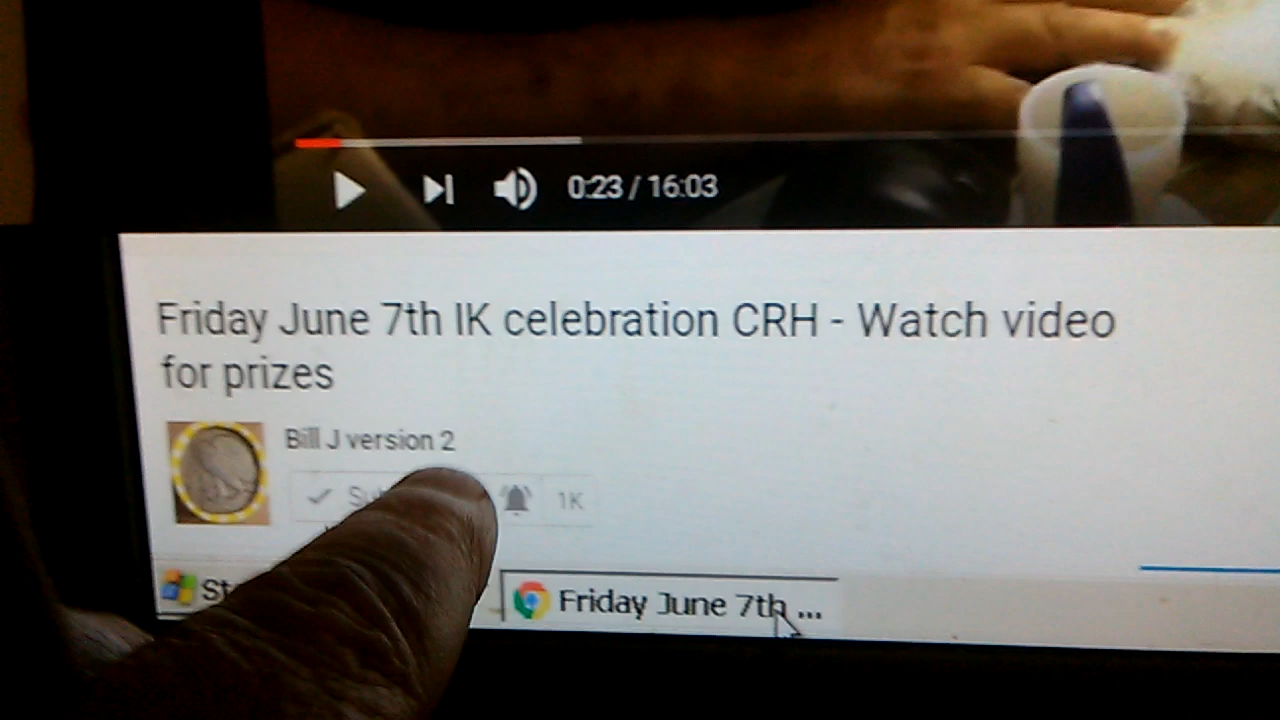 0:23 / 16:03
Friday June 7th IK celebration CRH - Watch video
for prizes
Bill J version 2
1K
Friday June 7th ...